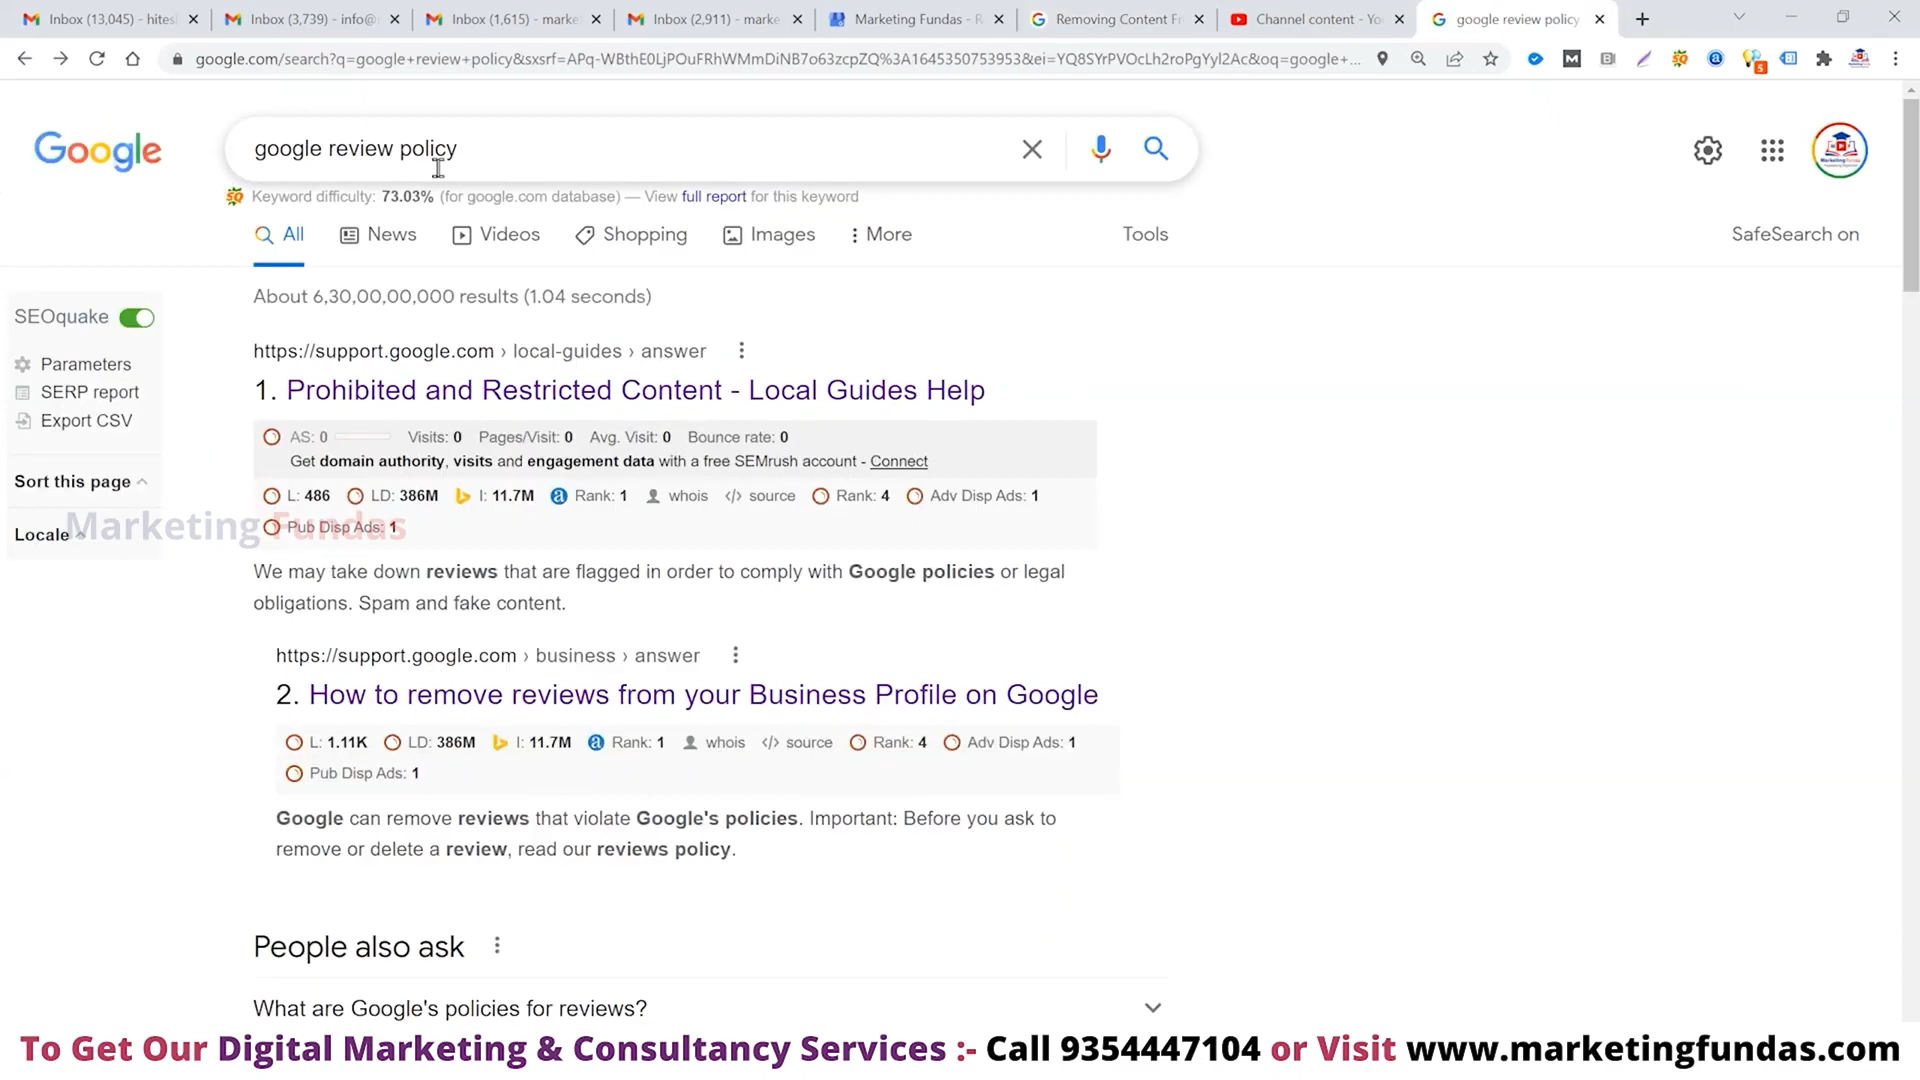 Inbox (13,045) - hites
Inbox (3,739) - info@
Inbox (1,615) - marke
Inbox (2,911) - marke
Marketing Fundas - R
Removing Content Fr
Channel content - Yo
google review policy
google.com/search?q=google+review+policy&sxsrf=APq-WBthE0LjPOuFRhWMmDiNB7o63zcpZQ%3A1645350753953&ei=YQ8SYrPVOcLh2roPgYyl2Ac&oq=google+...
5
Google
google review policy
Keyword difficulty: 73.03% (for google.com database) — View full report for this keyword
All
News
Videos
Shopping
Images
More
Tools
SafeSearch on
About 6,30,00,00,000 results (1.04 seconds)
SEOquake
Parameters
SERP report
Export CSV
Sort this page
Locale
Marketing Fundas
https://support.google.com › local-guides › answer
1. Prohibited and Restricted Content - Local Guides Help
AS: 0 Visits: 0 Pages/Visit: 0 Avg. Visit: 0 Bounce rate: 0
Get domain authority, visits and engagement data with a free SEMrush account - Connect
L: 486 LD: 386M I: 11.7M Rank: 1 whois source Rank: 4 Adv Disp Ads: 1
Pub Disp Ads: 1
We may take down reviews that are flagged in order to comply with Google policies or legal
obligations. Spam and fake content.
https://support.google.com › business › answer
2. How to remove reviews from your Business Profile on Google
L: 1.11K LD: 386M I: 11.7M Rank: 1 whois source Rank: 4 Adv Disp Ads: 1
Pub Disp Ads: 1
Google can remove reviews that violate Google's policies. Important: Before you ask to
remove or delete a review, read our reviews policy.
People also ask
What are Google's policies for reviews?
To Get Our Digital Marketing & Consultancy Services :- Call 9354447104 or Visit www.marketingfundas.com